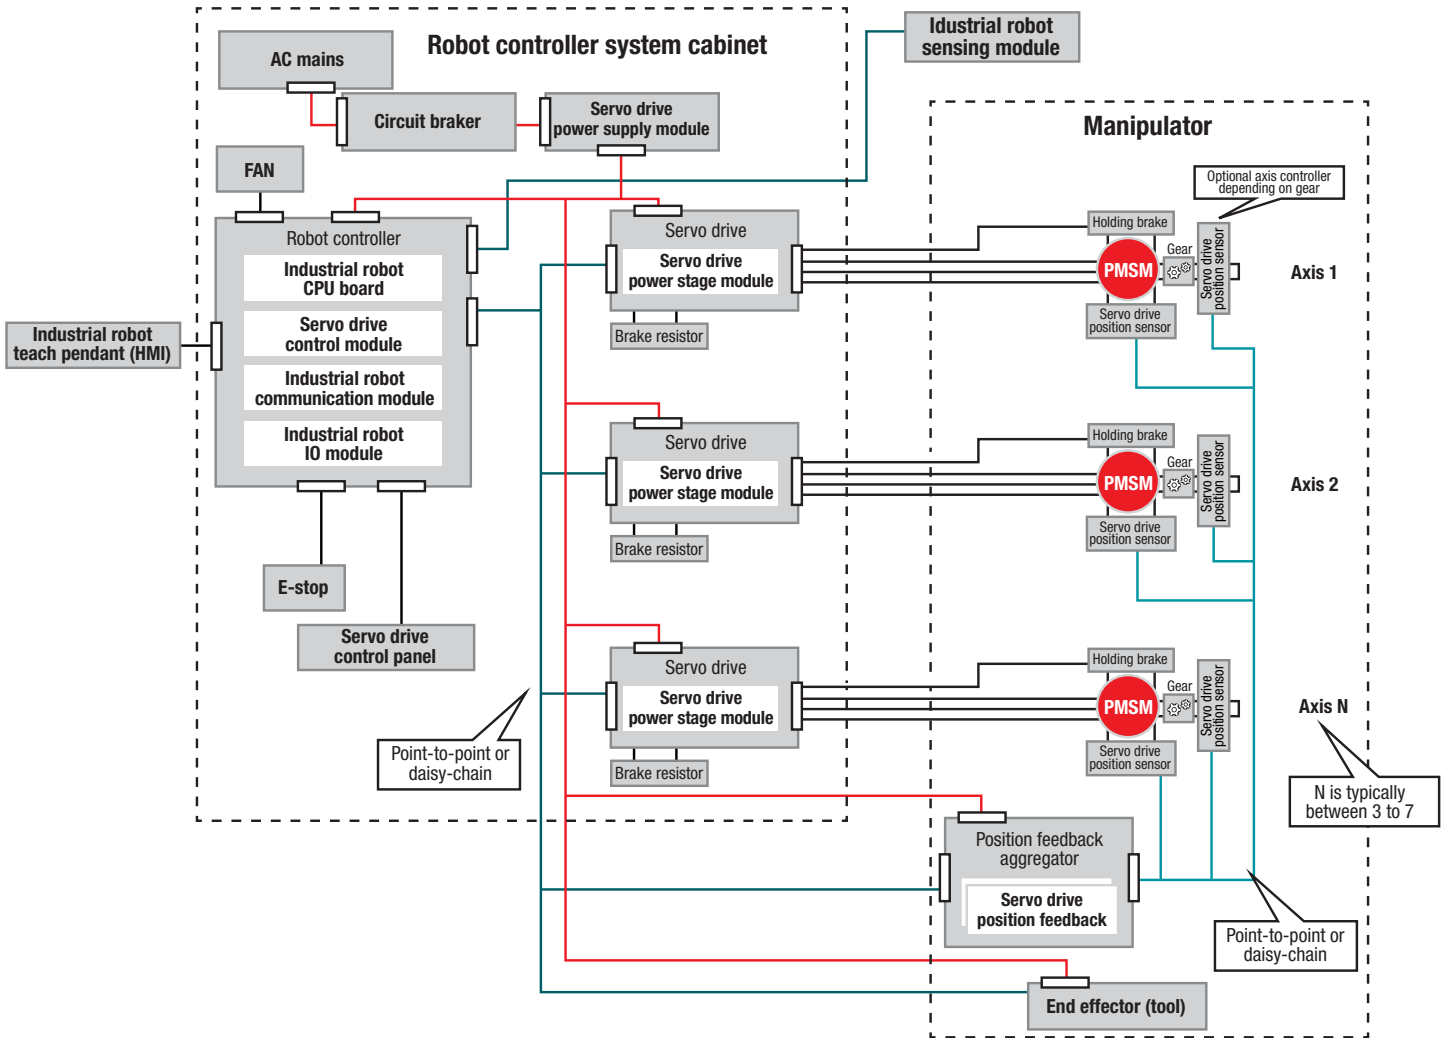 Robot controller system cabinet
AC mains
Circuit braker
Servo drive
power supply module
Idustrial robot
sensing module
FAN
Robot controller
Industrial robot
CPU board
Servo drive
control module
Industrial robot
communication module
Industrial robot
IO module
Industrial robot
teach pendant (HMI)
E-stop
Servo drive
control panel
Servo drive
Servo drive
power stage module
Brake resistor
Servo drive
Servo drive
power stage module
Brake resistor
Servo drive
Servo drive
power stage module
Brake resistor
Point-to-point or
daisy-chain
Manipulator
Optional axis controller
depending on gear
Holding brake
PMSM
Gear
Servo drive
position sensor
Servo drive
position sensor
Axis 1
Holding brake
PMSM
Gear
Servo drive
position sensor
Servo drive
position sensor
Axis 2
Holding brake
PMSM
Gear
Servo drive
position sensor
Servo drive
position sensor
Axis N
N is typically
between 3 to 7
Position feedback
aggregator
Servo drive
position feedback
Point-to-point or
daisy-chain
End effector (tool)